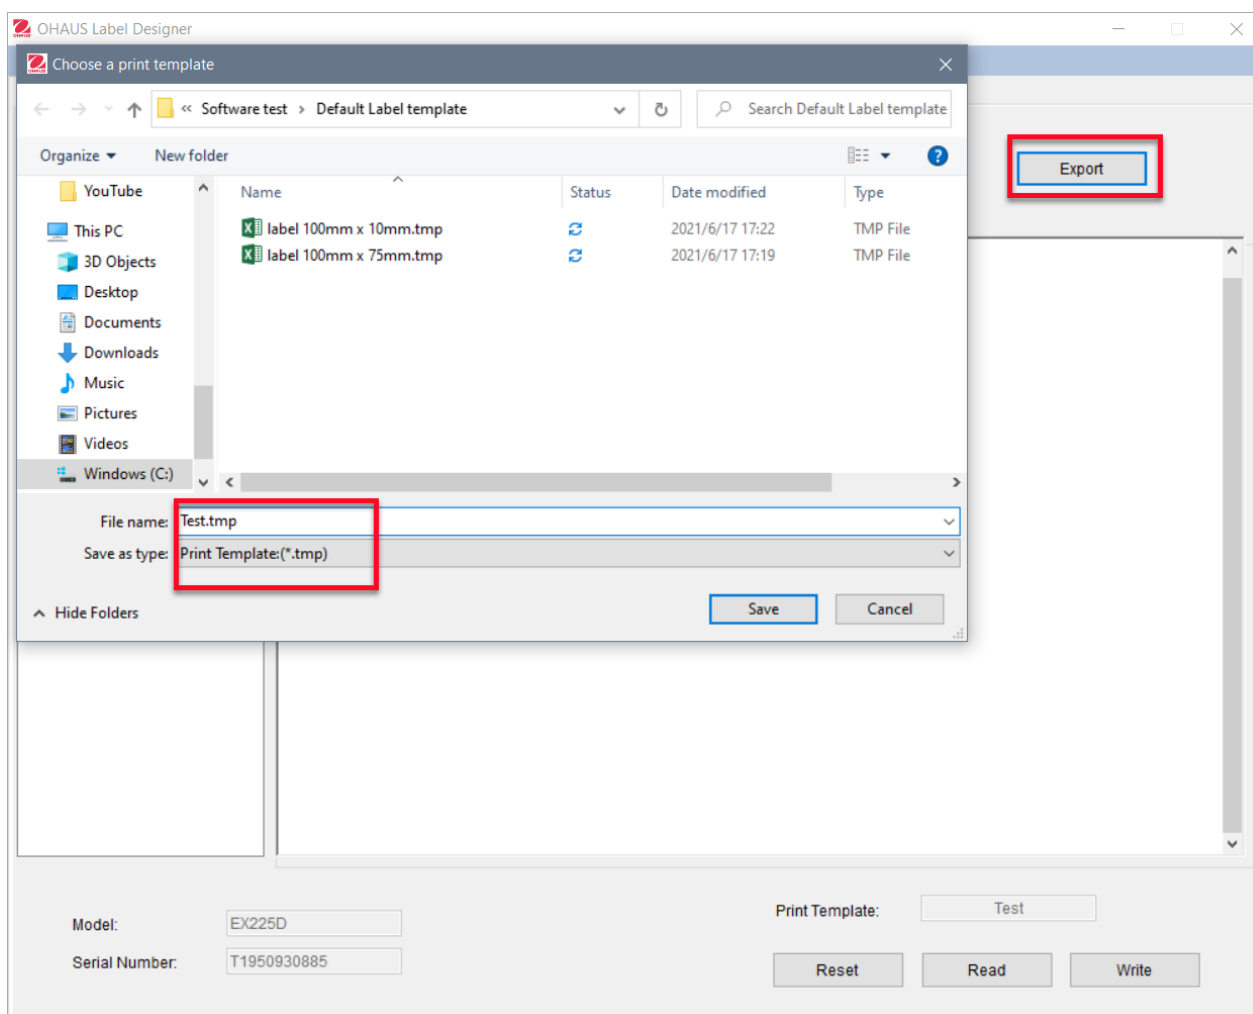 OHAUS Label Designer
Choose a print template
« Software test > Default Label template
Search Default Label template
Organize
New folder
Export
YouTube
Name
Status
Date modified
Type
This PC
label 100mm x 10mm.tmp
2021/6/17 17:22
TMP File
3D Objects
label 100mm x 75mm.tmp
2021/6/17 17:19
TMP File
Desktop
Documents
Downloads
Music
Pictures
Videos
Windows (C:)
File name: Test.tmp
Save as type: Print Template:(*.tmp)
Hide Folders
Save
Cancel
Model: EX225D
Print Template: Test
Serial Number: T1950930885
Reset
Read
Write